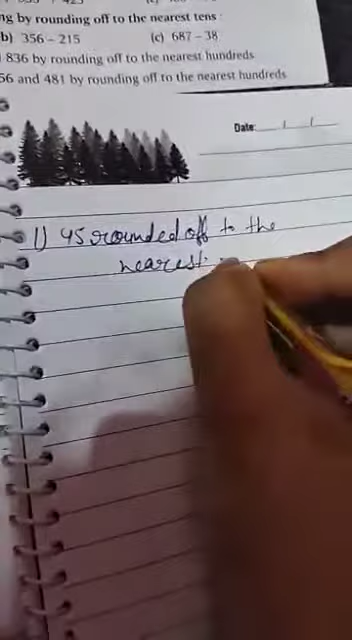 ng by rounding off to the nearest tens
b) 356 – 215 (c) 687 – 38
836 by rounding off to the nearest hundreds
56 and 481 by rounding off to the nearest hundreds
Date:
1) 45 rounded off to the
nearest